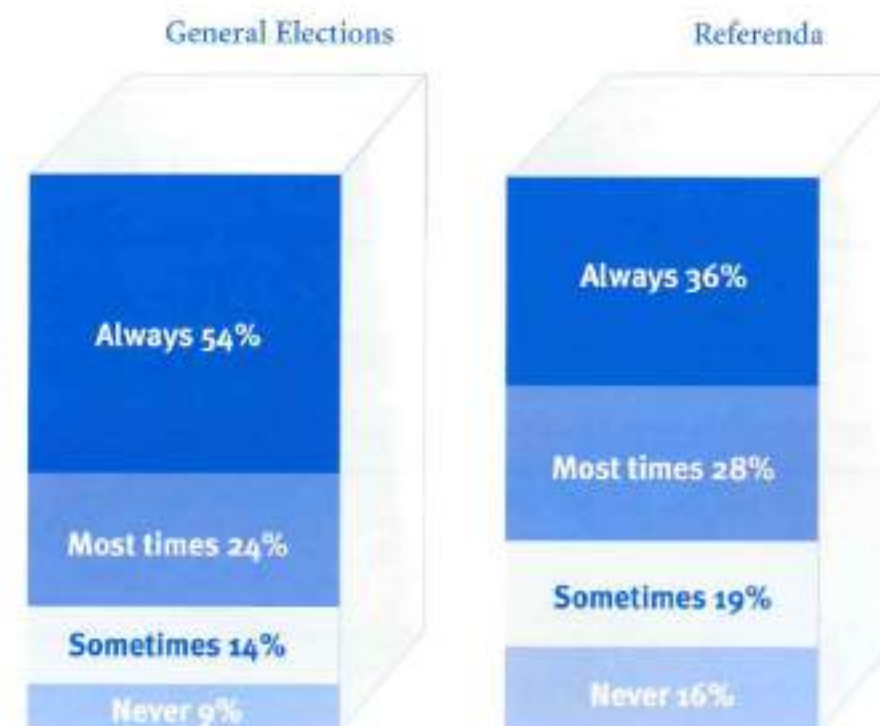 General Elections
Always 54%
Most times 24%
Sometimes 14%
Never 9%
Referenda
Always 36%
Most times 28%
Sometimes 19%
Never 16%